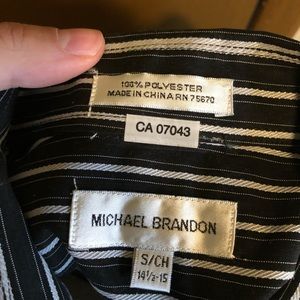 100% POLYESTER
MADE IN CHINA RN 75670
CA 07043
MICHAEL BRANDON
S/CH
14½-15